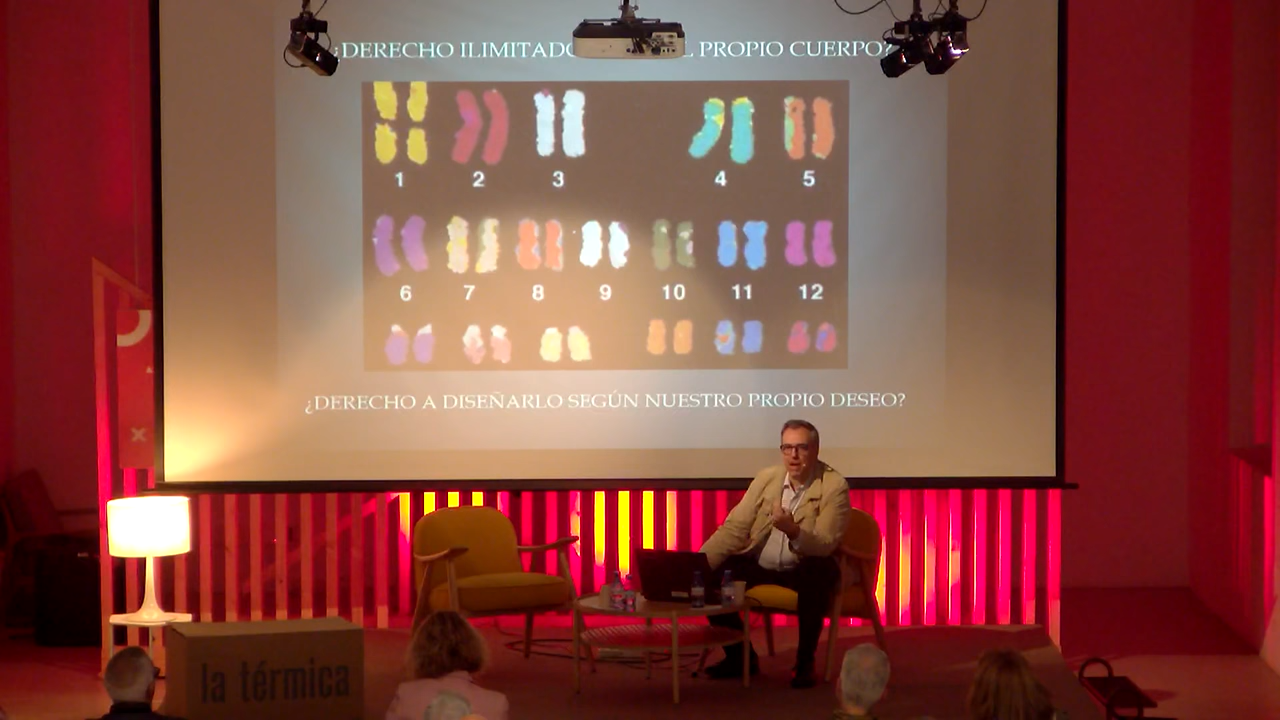 ¿DERECHO ILIMITADO L PROPIO CUERPO?
1 2 3 4 5
6 7 8 9 10 11 12
¿DERECHO A DISEÑARLO SEGÚN NUESTRO PROPIO DESEO?
la térmica